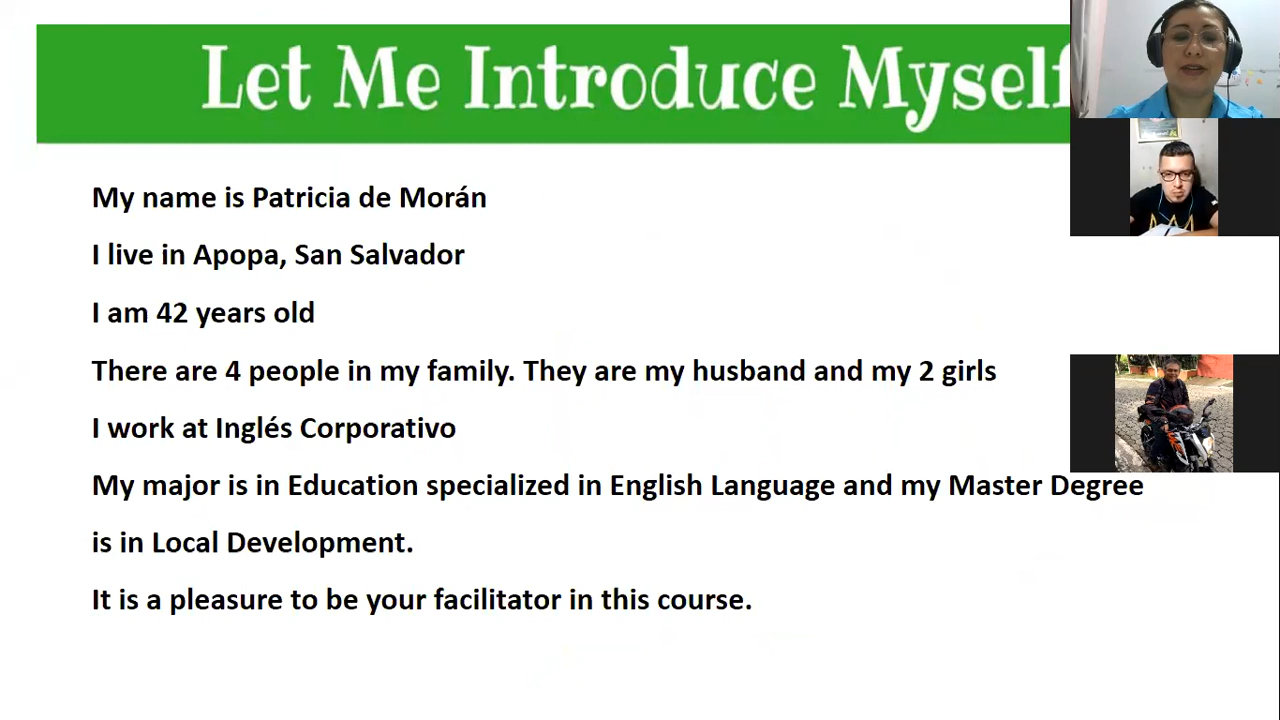 Let Me Introduce Myself
My name is Patricia de Morán
I live in Apopa, San Salvador
I am 42 years old
There are 4 people in my family. They are my husband and my 2 girls
I work at Inglés Corporativo
My major is in Education specialized in English Language and my Master Degree
is in Local Development.
It is a pleasure to be your facilitator in this course.